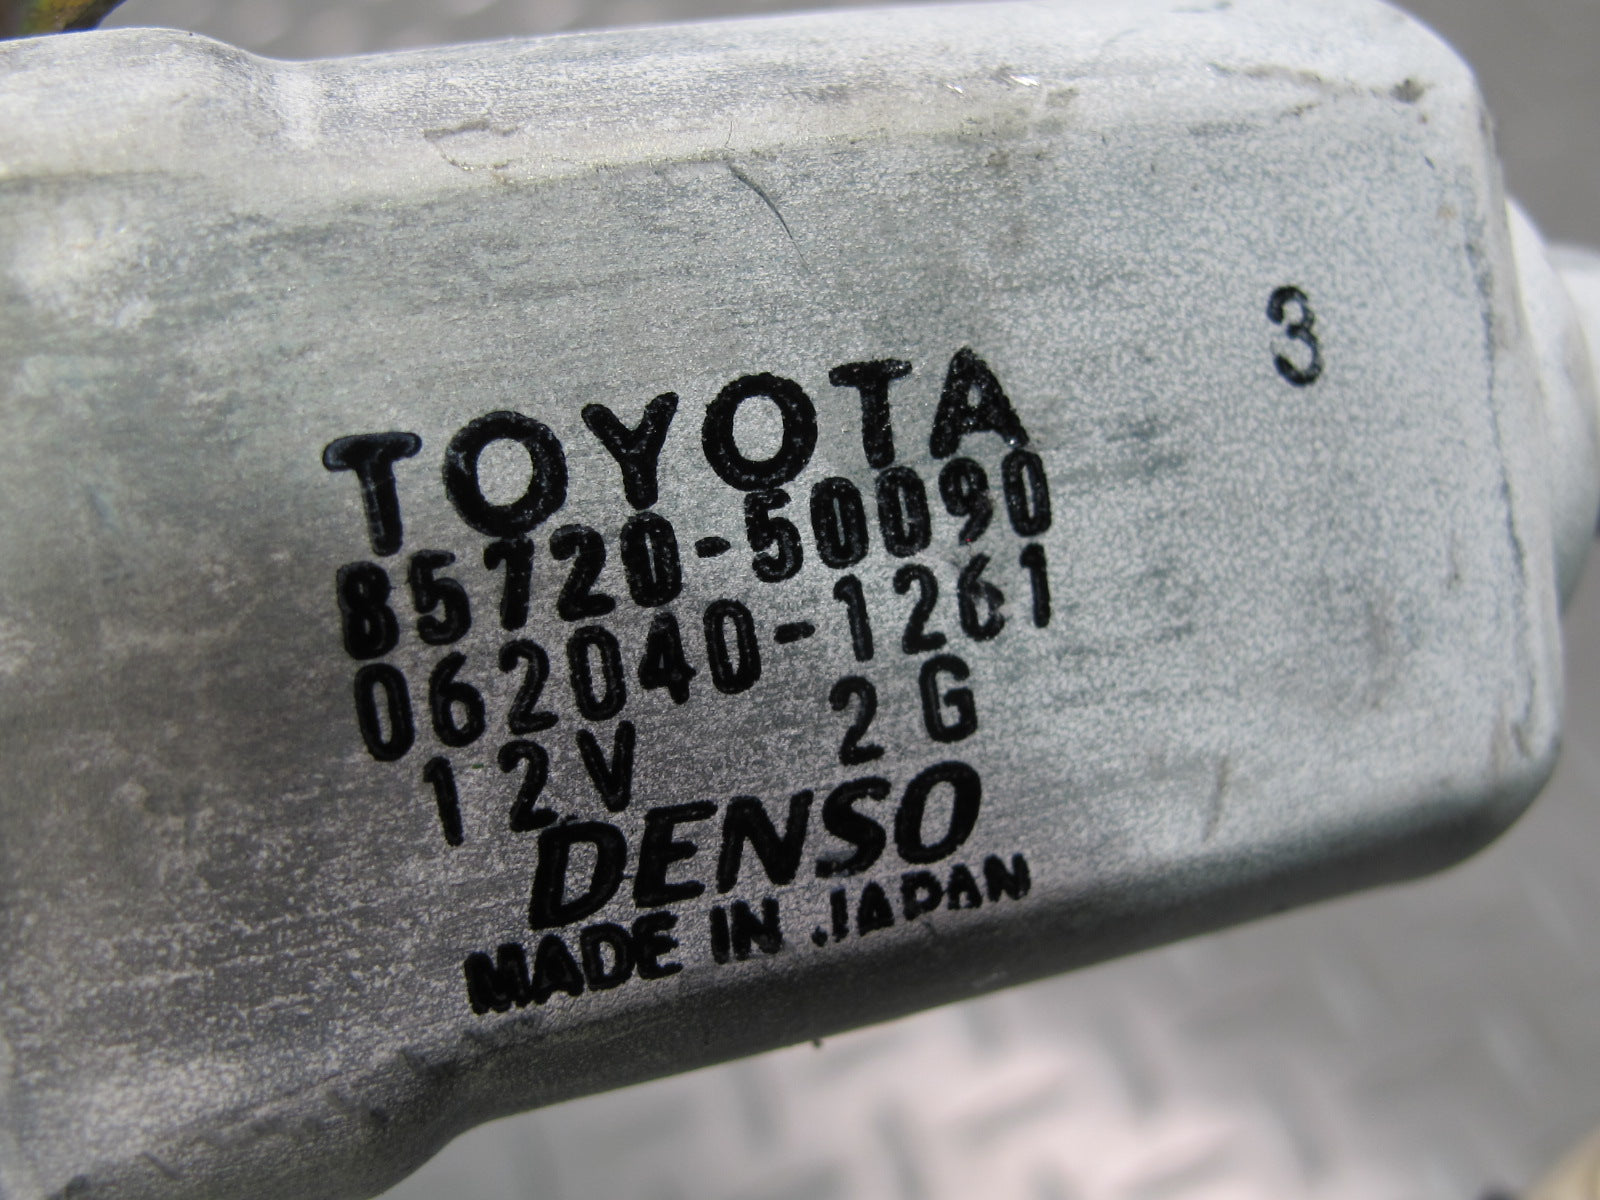 3
TOYOTA
85720-50090
062040-1261
12V 2G
DENSO
MADE IN JAPAN